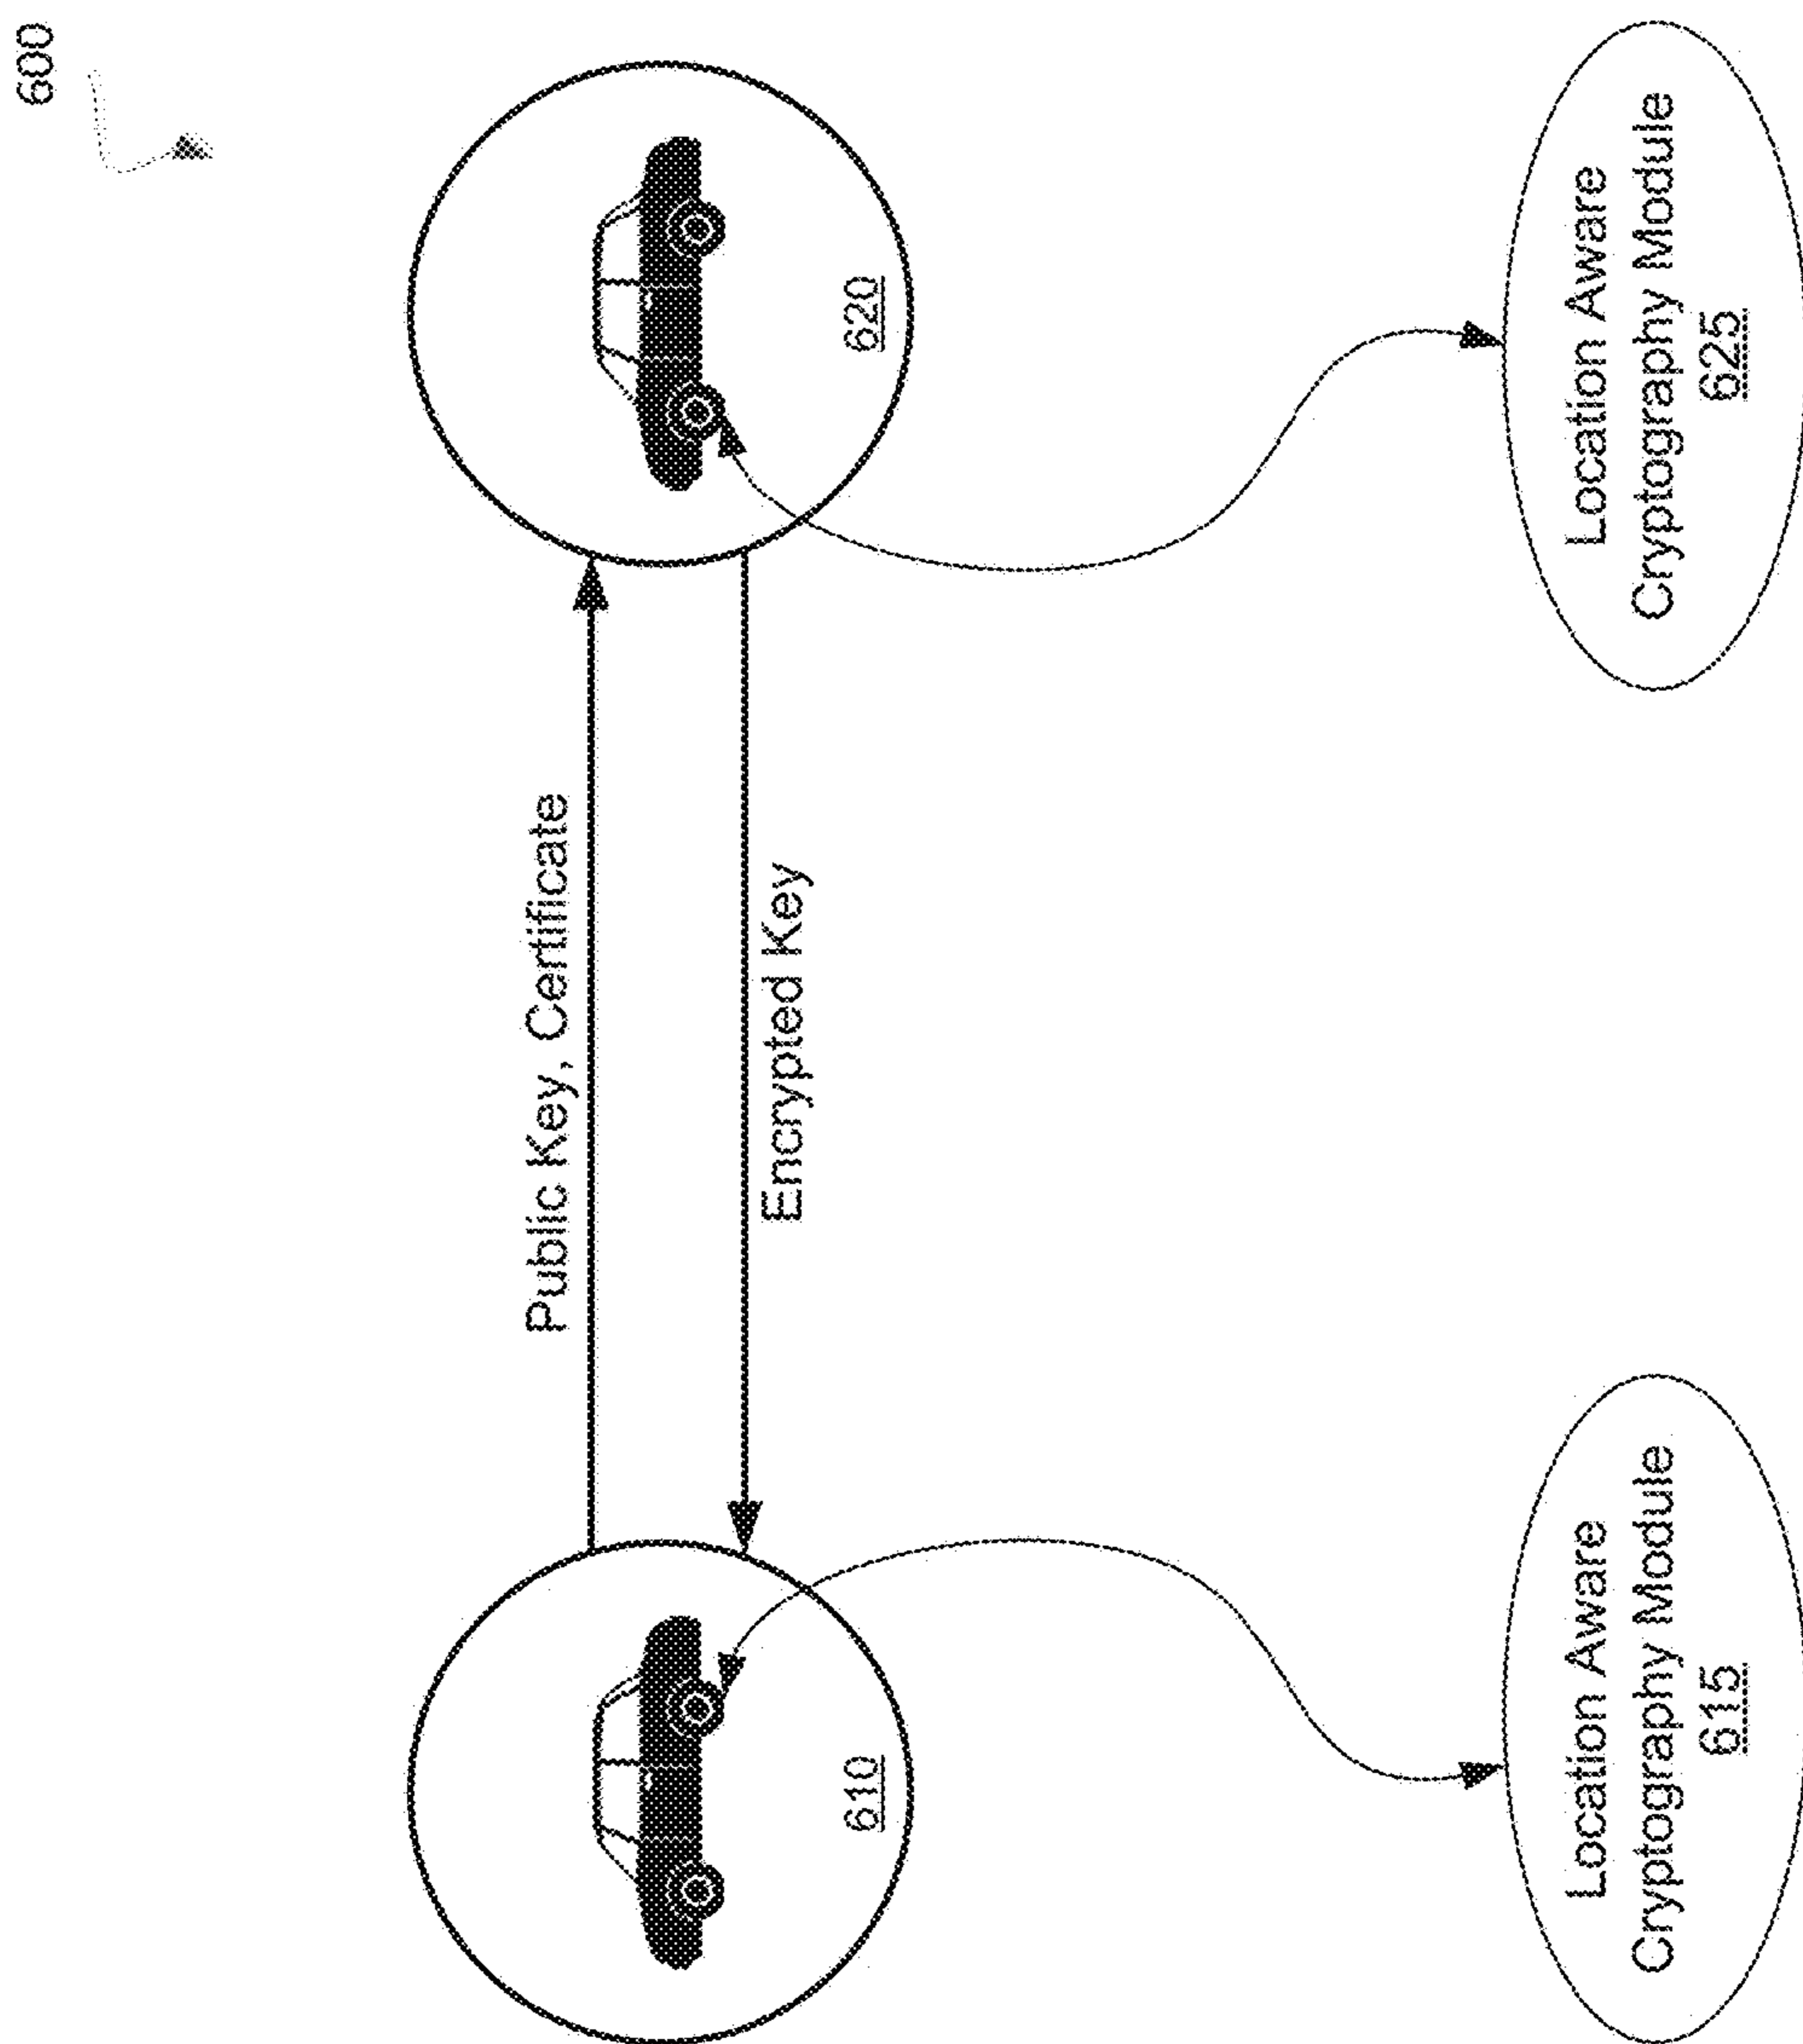 600
Public Key, Certificate
Encrypted Key
610
620
Location Aware
Cryptography Module
615
Location Aware
Cryptography Module
625